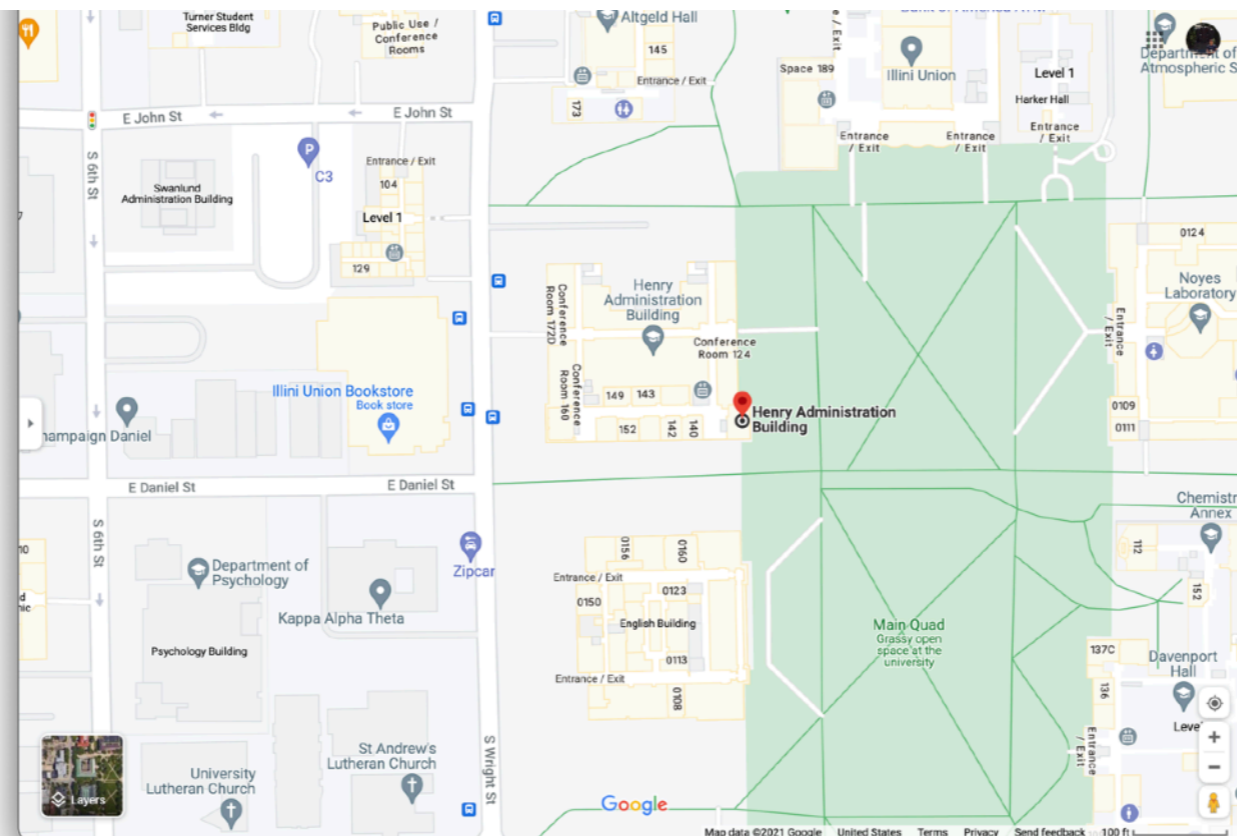 Turner Student
Services Bldg
Public Use /
Conference
Rooms
Altgeld Hall
145
Entrance / Exit
173
/ Exit
Space 189
Illini Union
Level 1
Harker Hall
Entrance
/ Exit
Entrance
/ Exit
Entrance
/ Exit
Department of
Atmospheric S
E John St
E John St
S 6th St
P
C3
Swanlund
Administration Building
Entrance / Exit
104
Level 1
129
0124
Noyes
Laboratory
Entrance
/ Exit
0109
0111
Conference
Room 172D
Henry
Administration
Building
Conference
Room 124
Conference
Room 160
149
143
152
142
140
Henry Administration
Building
Illini Union Bookstore
Book store
hampaign Daniel
E Daniel St
E Daniel St
S 6th St
10
Department of
Psychology
Zipcar
Kappa Alpha Theta
Psychology Building
0156
0160
Entrance / Exit
0150
0123
English Building
0113
Entrance / Exit
0108
Main Quad
Grassy open
space at the
university
Chemistr
Annex
112
152
137C
136
Davenport
Hall
Leve
Entrance
/ Exit
St Andrew's
Lutheran Church
University
Lutheran Church
S Wright St
Layers
Google
Map data ©2021 Google United States Terms Privacy Send feedback 100 ft